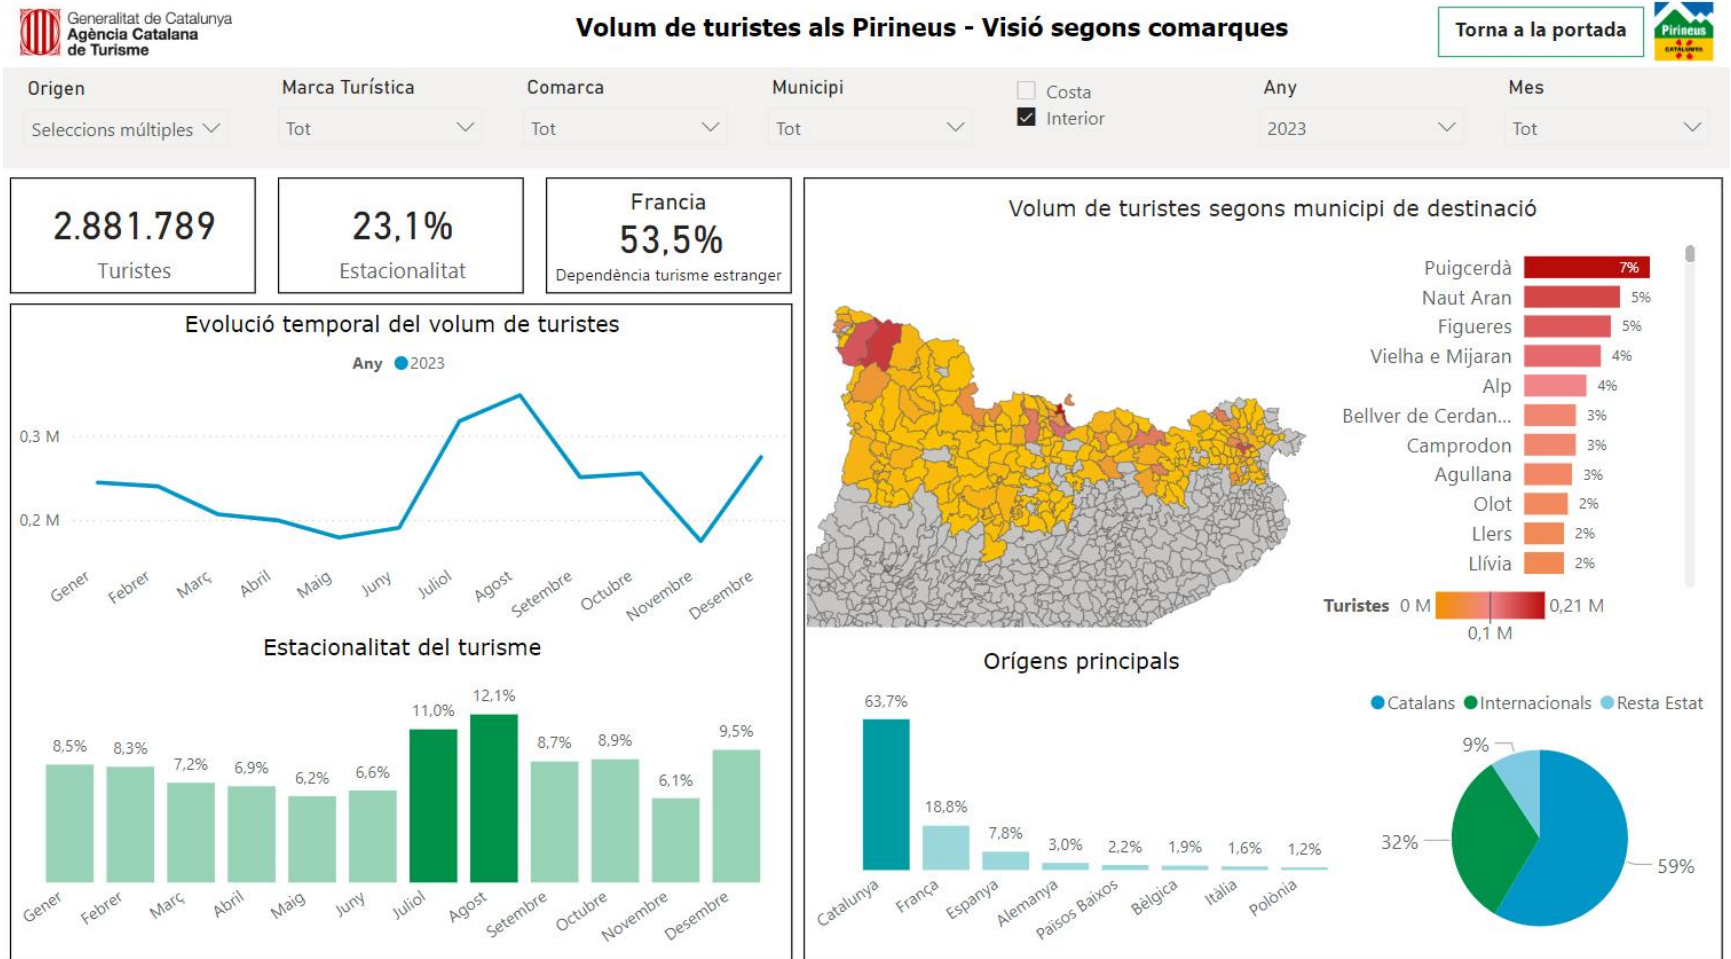 Generalitat de Catalunya
Agència Catalana
de Turisme
Volum de turistes als Pirineus - Visió segons comarques
Torna a la portada
Pirineus
CATALUNYA
Origen
Seleccions múltiples
Marca Turística
Tot
Comarca
Tot
Municipi
Tot
Costa
Interior
Any
2023
Mes
Tot
2.881.789
Turistes
23,1%
Estacionalitat
Francia
53,5%
Dependència turisme estranger
Evolució temporal del volum de turistes
Any 2023
0,3 M
0,2 M
Gener
Febrer
Març
Abril
Maig
Juny
Juliol
Agost
Setembre
Octubre
Novembre
Desembre
Estacionalitat del turisme
8,5%
8,3%
7,2%
6,9%
6,2%
6,6%
11,0%
12,1%
8,7%
8,9%
6,1%
9,5%
Gener
Febrer
Març
Abril
Maig
Juny
Juliol
Agost
Setembre
Octubre
Novembre
Desembre
Volum de turistes segons municipi de destinació
Puigcerdà 7%
Naut Aran 5%
Figueres 5%
Vielha e Mijaran 4%
Alp 4%
Bellver de Cerdan... 3%
Camprodon 3%
Agullana 3%
Olot 2%
Llers 2%
Llívia 2%
Turistes 0 M 0,21 M
0,1 M
Orígens principals
63,7%
18,8%
7,8%
3,0%
2,2%
1,9%
1,6%
1,2%
Catalunya
França
Espanya
Alemanya
Països Baixos
Bèlgica
Itàlia
Polònia
Catalans Internacionals Resta Estat
9%
32%
59%